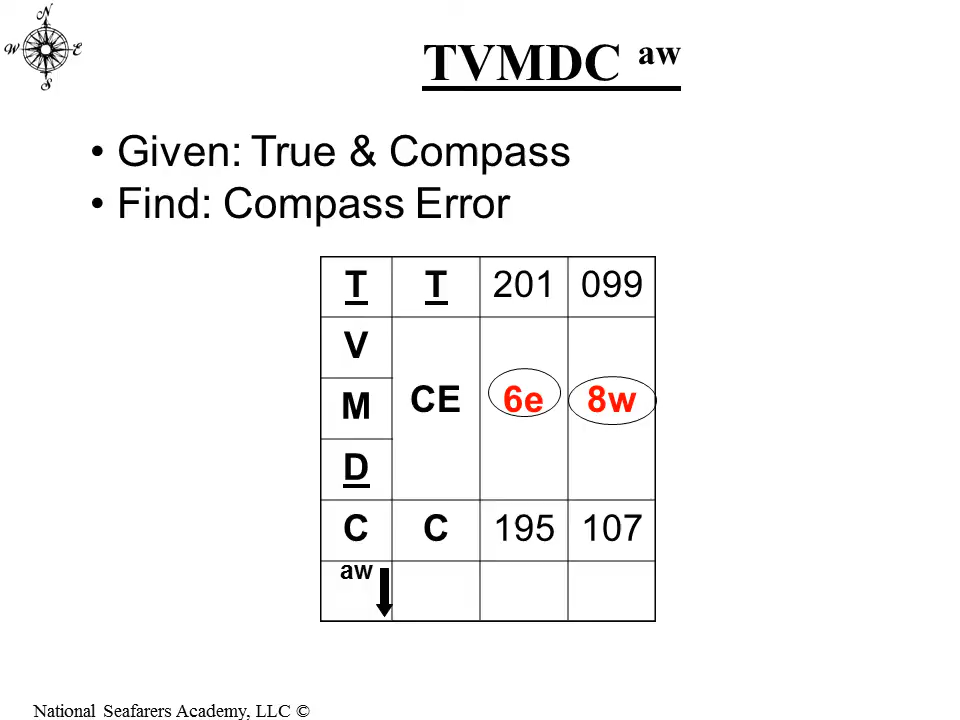 N
W E
S
TVMDC aw
• Given: True & Compass
• Find: Compass Error
T T 201 099
V
M CE 6e 8w
D
C C 195 107
aw
National Seafarers Academy, LLC ©